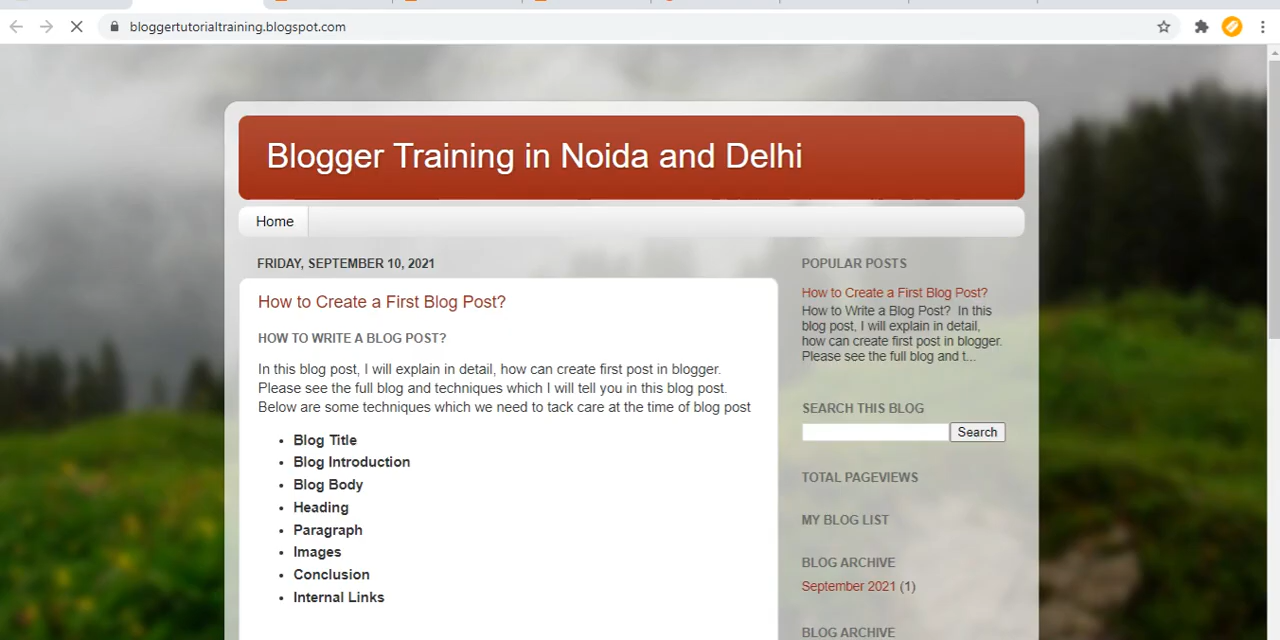 bloggertutorialtraining.blogspot.com
Blogger Training in Noida and Delhi
Home
FRIDAY, SEPTEMBER 10, 2021
How to Create a First Blog Post?
HOW TO WRITE A BLOG POST?
In this blog post, I will explain in detail, how can create first post in blogger.
Please see the full blog and techniques which I will tell you in this blog post.
Below are some techniques which we need to tack care at the time of blog post
• Blog Title
• Blog Introduction
• Blog Body
• Heading
• Paragraph
• Images
• Conclusion
• Internal Links
POPULAR POSTS
How to Create a First Blog Post?
How to Write a Blog Post?  In this
blog post, I will explain in detail,
how can create first post in blogger.
Please see the full blog and t...
SEARCH THIS BLOG
Search
TOTAL PAGEVIEWS
MY BLOG LIST
BLOG ARCHIVE
September 2021 (1)
BLOG ARCHIVE